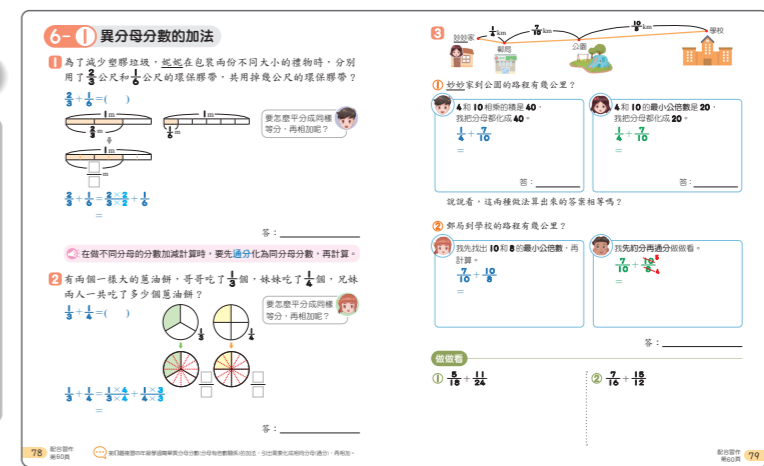 6-1 異分母分數的加法
1 為了減少塑膠垃圾，妮妮在包裝兩份不同大小的禮物時，分別
用了2/3公尺和1/6公尺的環保膠帶，共用掉幾公尺的環保膠帶？
2/3+1/6=( )
1m
1m
2/3m
1/6m
要怎麼平分成同樣
等分，再相加呢？
1m
□/□m
2/3+1/6=2×2/3×2+1/6
=
答：
在做不同分母的分數加減計算時，要先通分化為同分母分數，再計算。
2 有兩個一樣大的蔥油餅，哥哥吃了1/3個，妹妹吃了1/4個，兄妹
兩人一共吃了多少個蔥油餅？
1/3+1/4=( )
1/3
1/4
要怎麼平分成同樣
等分，再相加呢？
1/3+1/4=1×4/3×4+1×3/4×3
=
答：
78
配合習作
第60頁
3
妙妙家
1/4km
郵局
7/10km
公園
10/8km
學校
① 妙妙家到公園的路程有幾公里？
4和10相乘的積是40，
我把分母都化成40。
1/4+7/10
=
答：
4和10的最小公倍數是20，
我把分母都化成20。
1/4+7/10
=
答：
說說看，這兩種做法算出來的答案相等嗎？
② 郵局到學校的路程有幾公里？
我先找出10和8的最小公倍數，再
計算。
7/10+10/8
=
我先約分再通分做做看。
7/10+10/8
5
4
=
答：
做做看
① 5/18+11/24
② 7/16+15/12
配合習作
第60頁
79